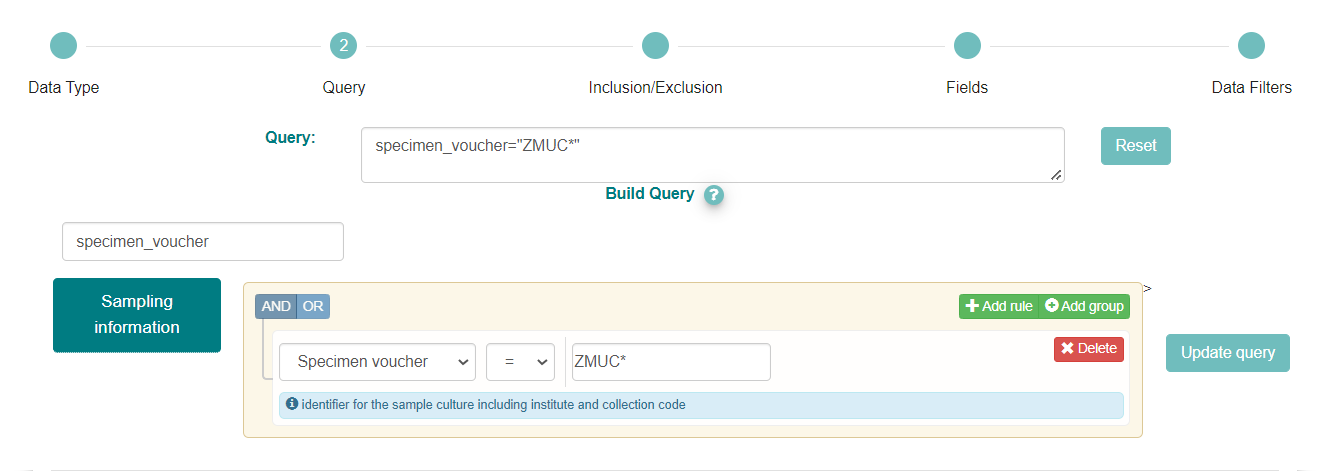 2
Data Type
Query
Inclusion/Exclusion
Fields
Data Filters
Query:
specimen_voucher="ZMUC*"
Reset
Build Query ?
specimen_voucher
Sampling
information
AND OR
Add rule
Add group
>
Specimen voucher
=
ZMUC*
Delete
Update query
identifier for the sample culture including institute and collection code